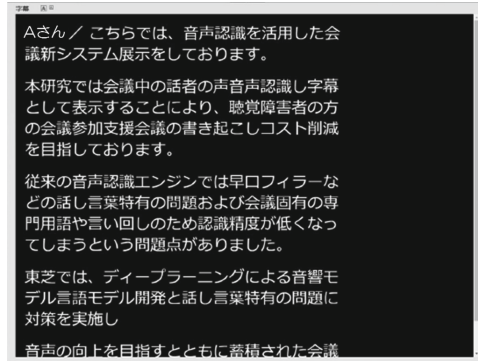 字幕
Aさん／ こちらでは、音声認識を活用した会
議新システム展示をしております。
本研究では会議中の話者の声音声認識し字幕
として表示することにより、聴覚障害者の方
の会議参加支援会議の書き起こしコスト削減
を目指しております。
従来の音声認識エンジンでは早口フィラーな
どの話し言葉特有の問題および会議固有の専
門用語や言い回しのため認識精度が低くなっ
てしまうという問題点がありました。
東芝では、ディープラーニングによる音響モ
デル言語モデル開発と話し言葉特有の問題に
対策を実施し
音声の向上を目指すとともに蓄積された会議